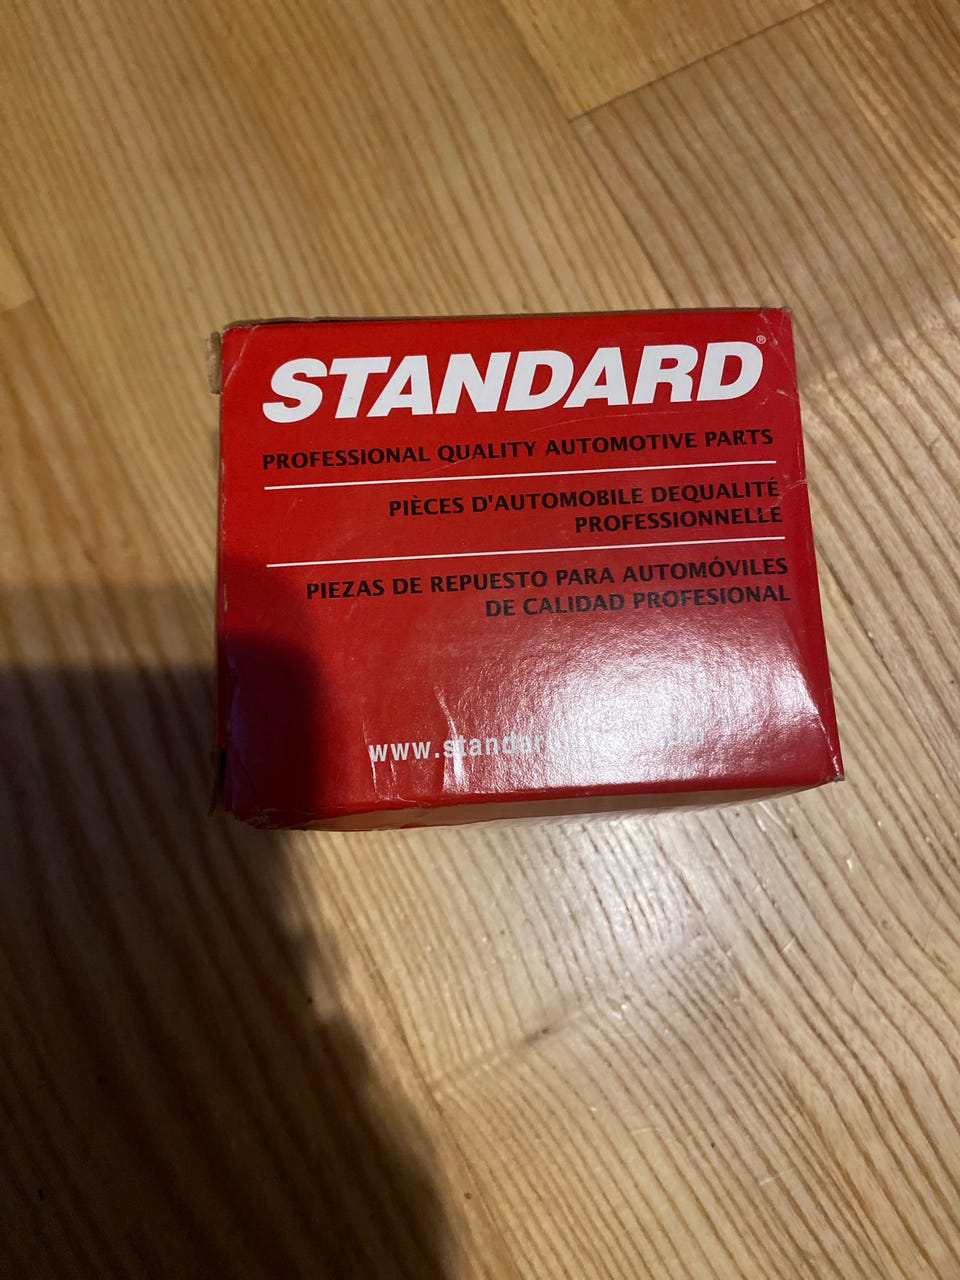 STANDARD®
PROFESSIONAL QUALITY AUTOMOTIVE PARTS
PIÈCES D'AUTOMOBILE DEQUALITÉ
PROFESSIONNELLE
PIEZAS DE REPUESTO PARA AUTOMÓVILES
DE CALIDAD PROFESIONAL